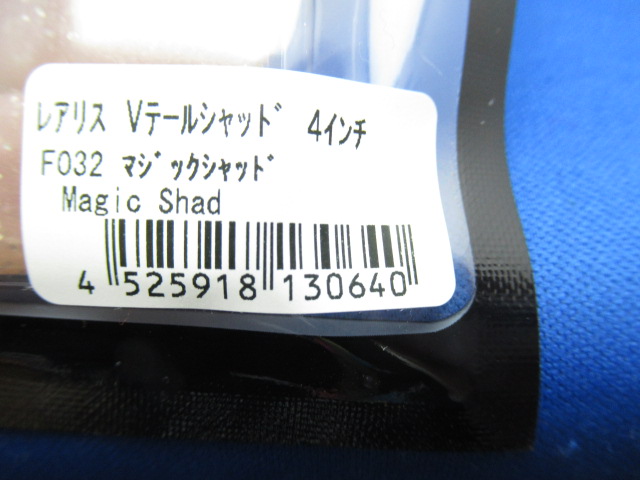 レアリス Vテールシャッド 4インチ
F032 マジックシャッド
Magic Shad
4 525918 130640